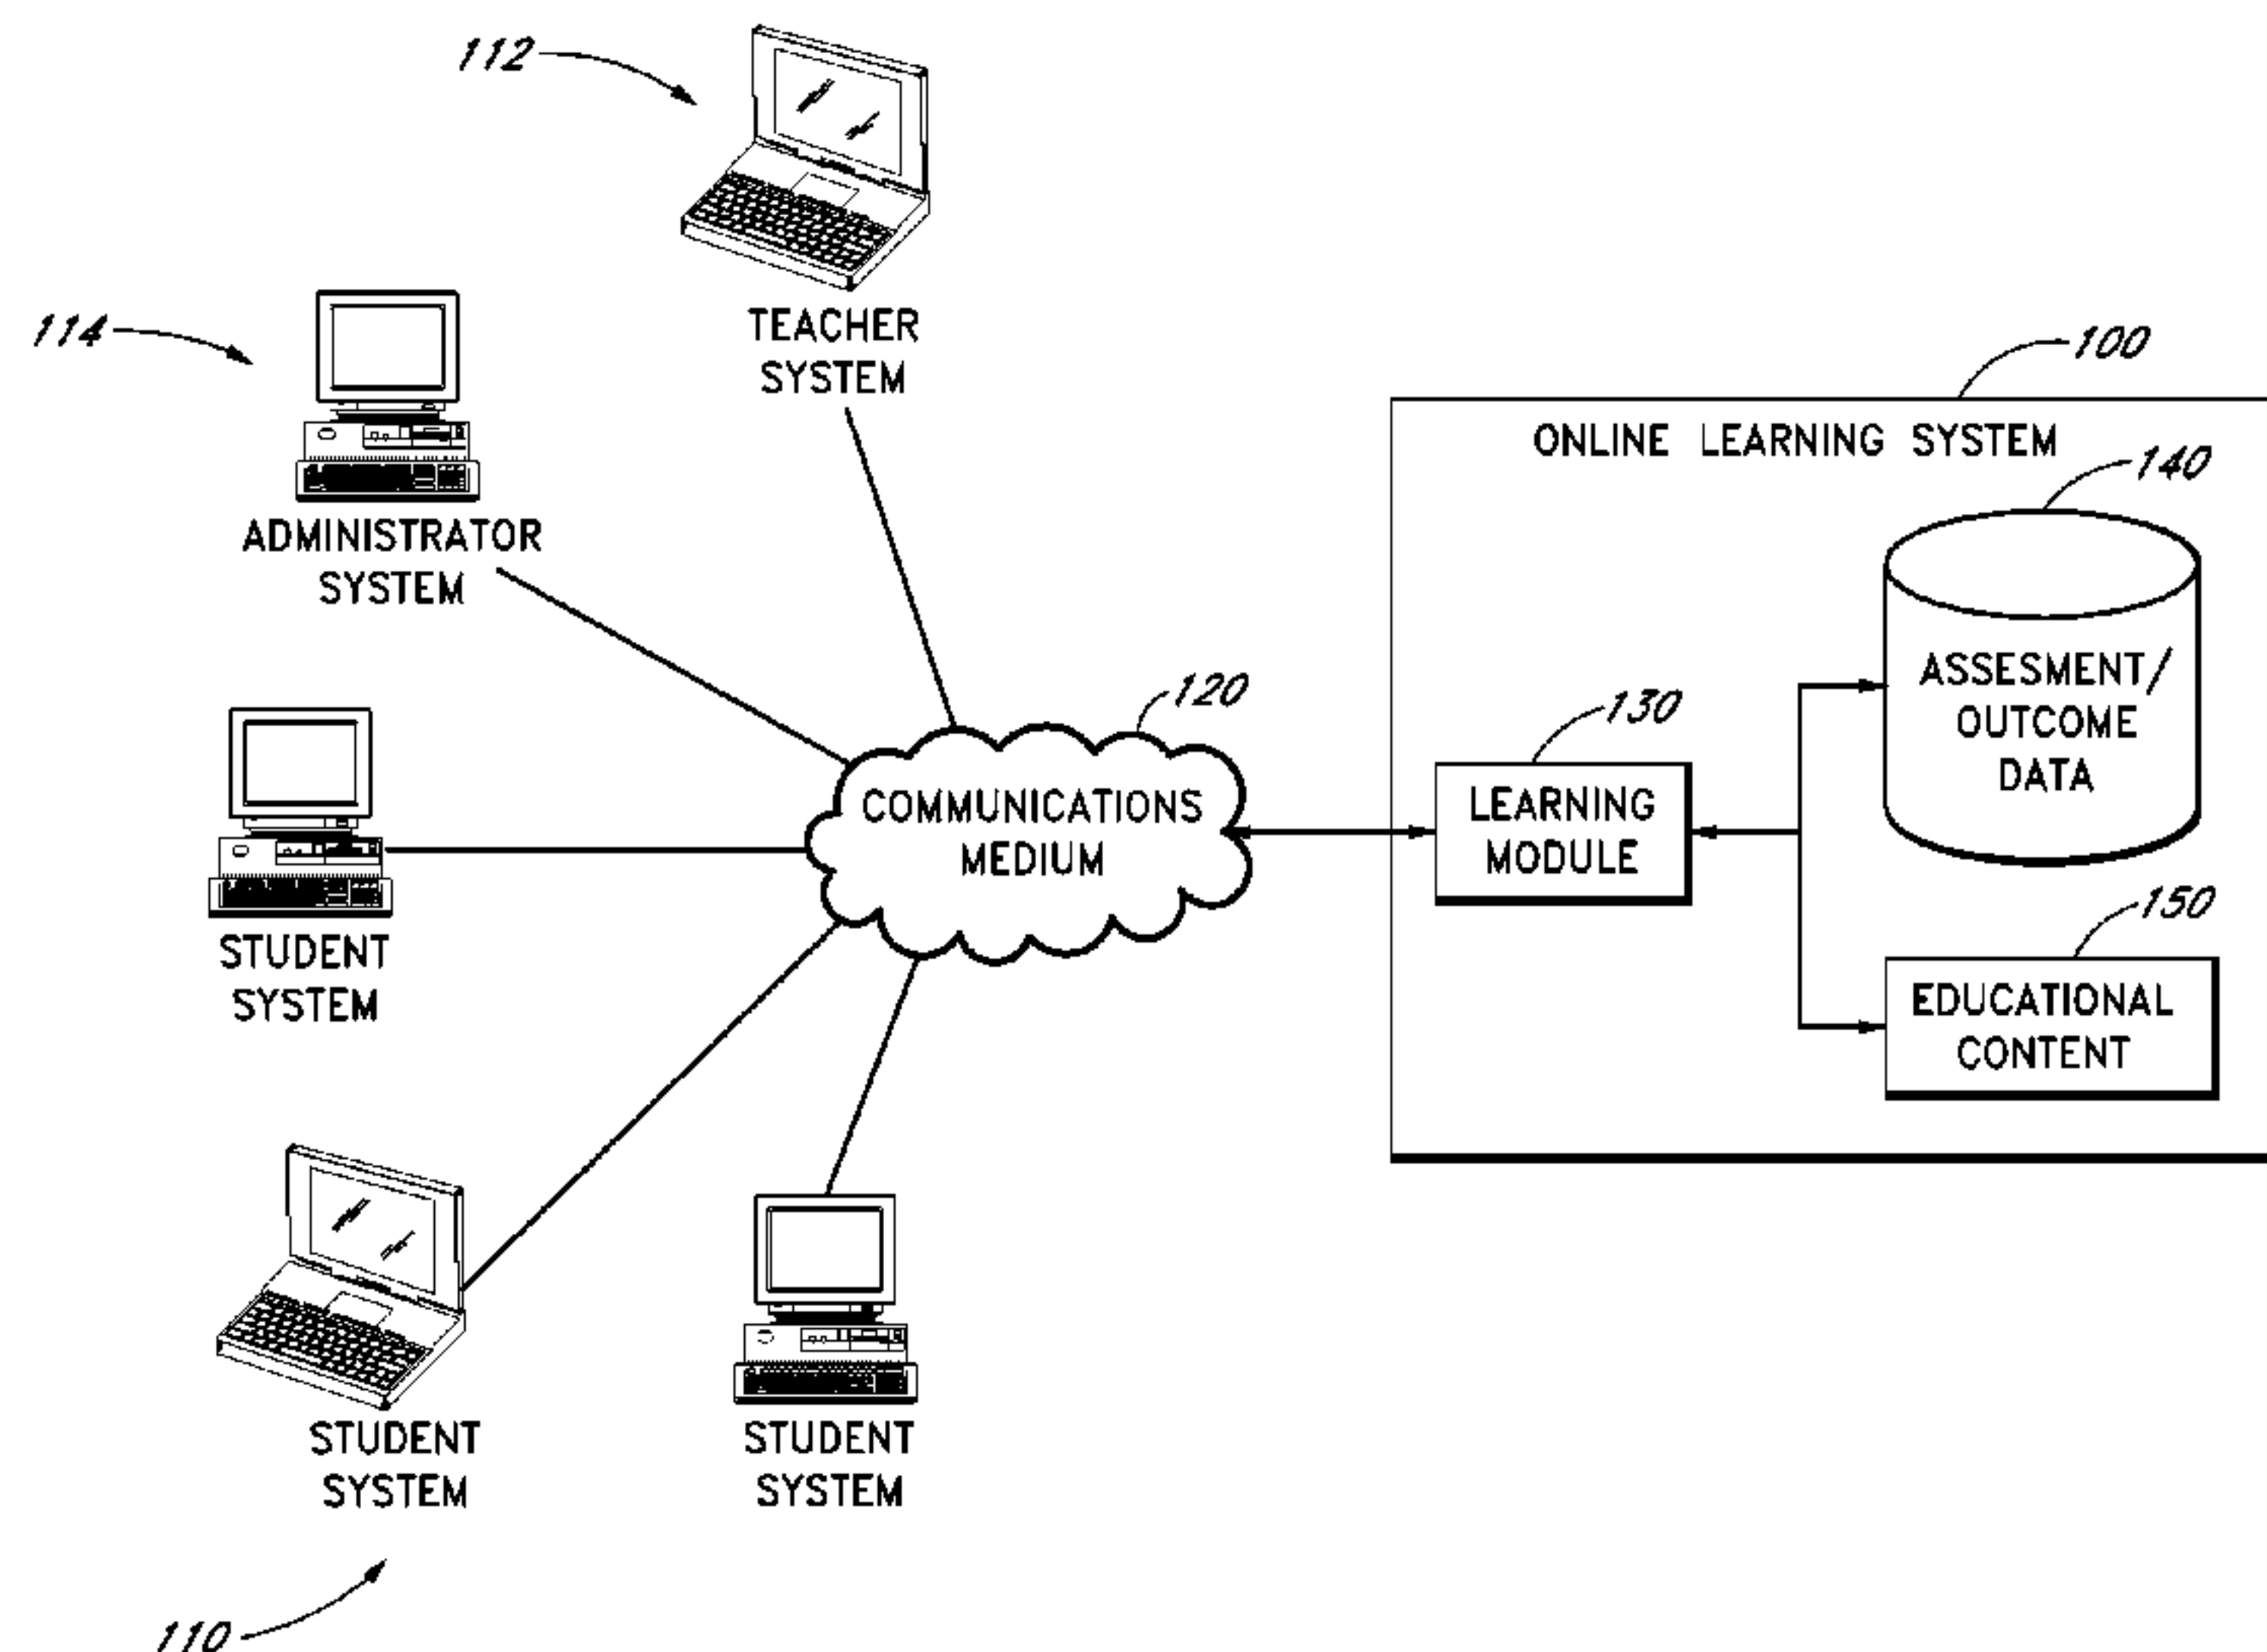 112
TEACHER
SYSTEM
114
ADMINISTRATOR
SYSTEM
100
ONLINE LEARNING SYSTEM
140
ASSESMENT/
OUTCOME
DATA
120
COMMUNICATIONS
MEDIUM
130
LEARNING
MODULE
150
EDUCATIONAL
CONTENT
STUDENT
SYSTEM
STUDENT
SYSTEM
STUDENT
SYSTEM
110